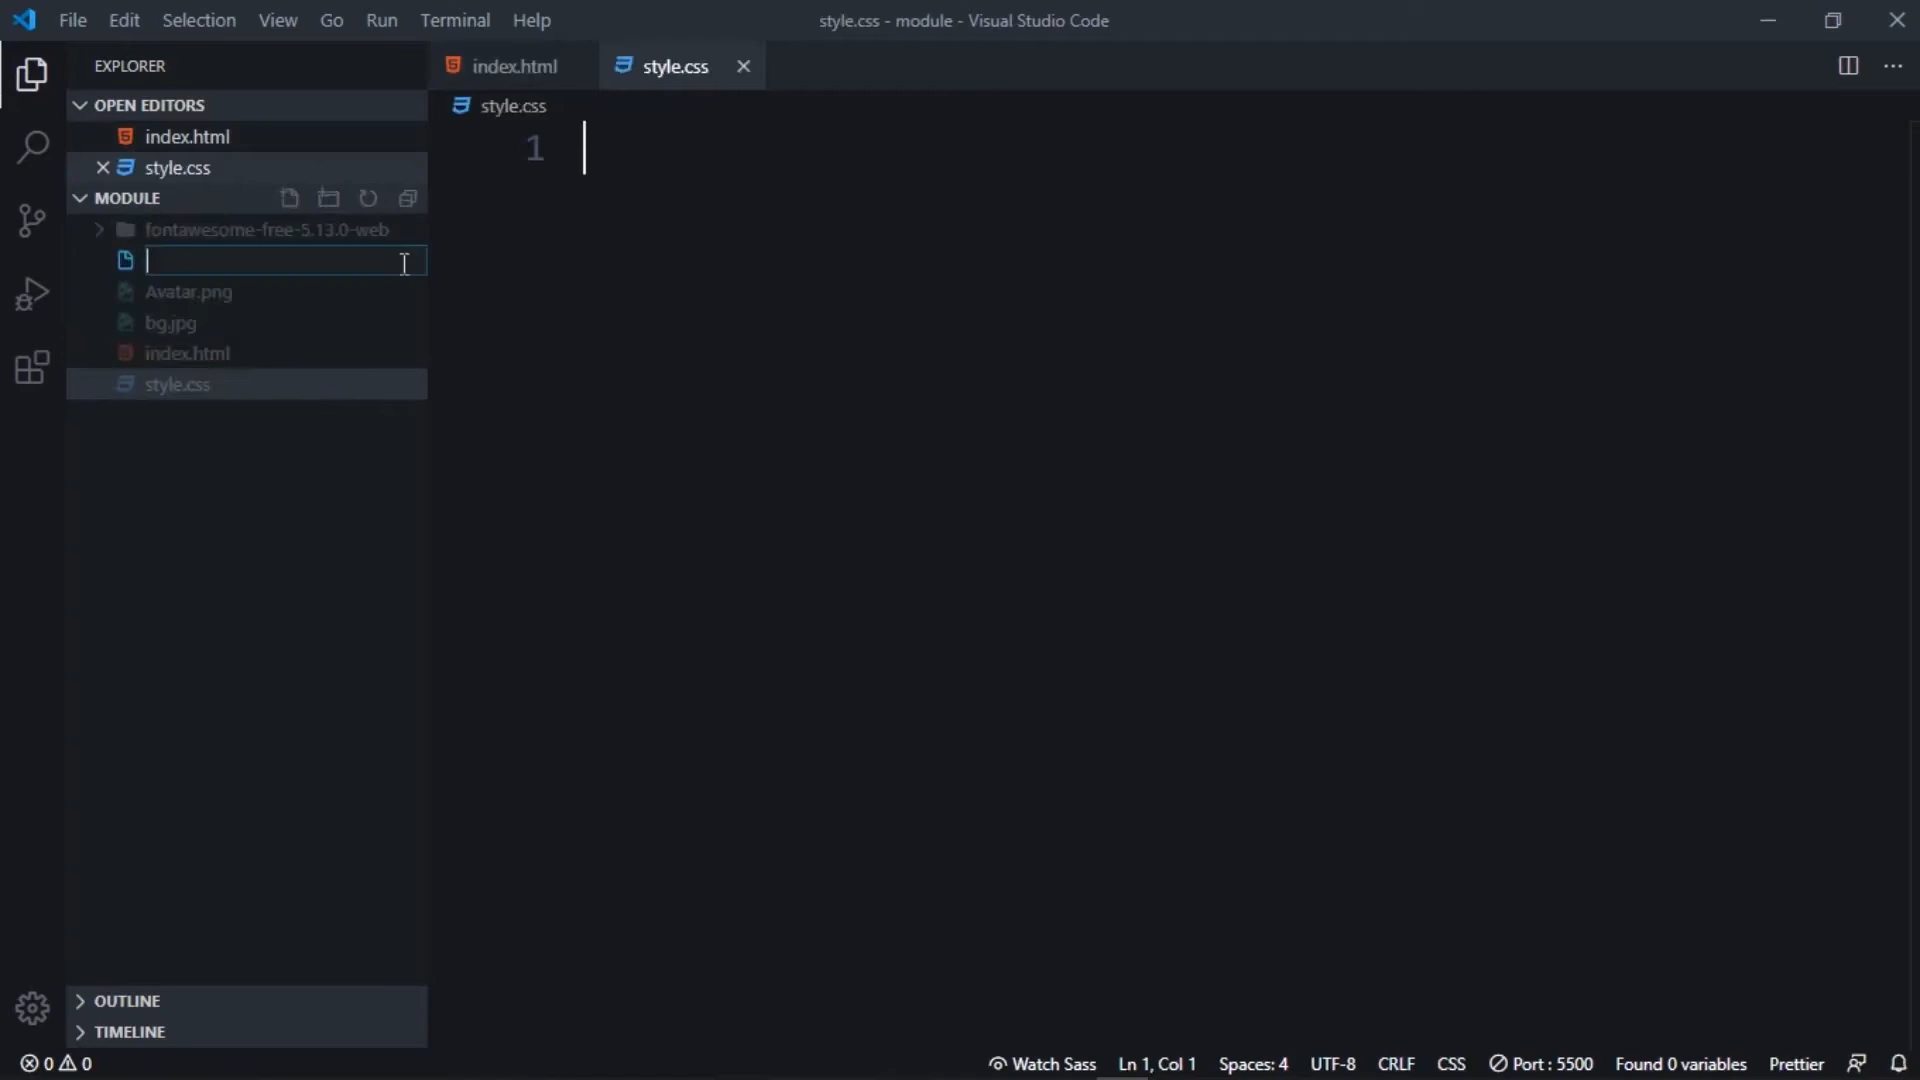 File Edit Selection View Go Run Terminal Help
style.css - module - Visual Studio Code
EXPLORER
index.html
style.css
OPEN EDITORS
index.html
style.css
style.css
1
MODULE
fontawesome-free-5.13.0-web
Avatar.png
bg.jpg
index.html
style.css
OUTLINE
TIMELINE
0 0
Watch Sass Ln 1, Col 1 Spaces: 4 UTF-8 CRLF CSS Port : 5500 Found 0 variables Prettier